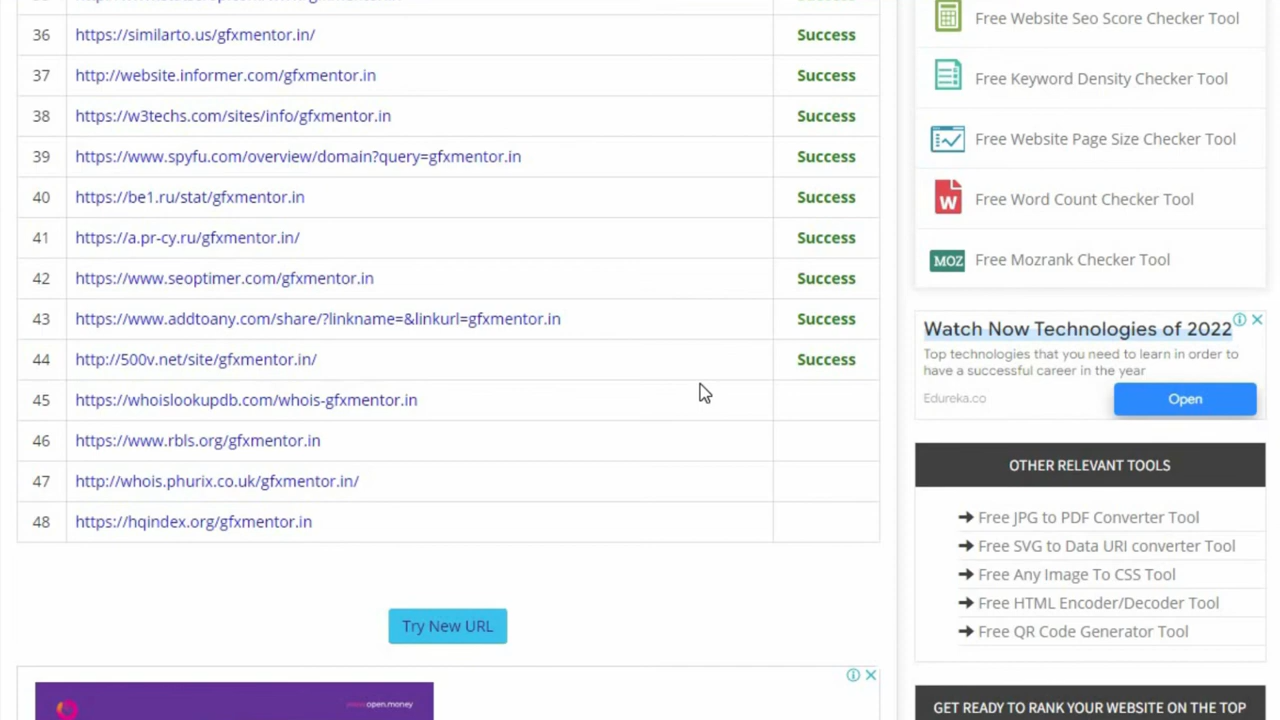 36 https://similarto.us/gfxmentor.in/ Success
37 http://website.informer.com/gfxmentor.in Success
38 https://w3techs.com/sites/info/gfxmentor.in Success
39 https://www.spyfu.com/overview/domain?query=gfxmentor.in Success
40 https://be1.ru/stat/gfxmentor.in Success
41 https://a.pr-cy.ru/gfxmentor.in/ Success
42 https://www.seoptimer.com/gfxmentor.in Success
43 https://www.addtoany.com/share/?linkname=&linkurl=gfxmentor.in Success
44 http://500v.net/site/gfxmentor.in/ Success
45 https://whoislookupdb.com/whois-gfxmentor.in
46 https://www.rbls.org/gfxmentor.in
47 http://whois.phurix.co.uk/gfxmentor.in/
48 https://hqindex.org/gfxmentor.in
Try New URL
open.money
Free Website Seo Score Checker Tool
Free Keyword Density Checker Tool
Free Website Page Size Checker Tool
W Free Word Count Checker Tool
MOZ Free Mozrank Checker Tool
Watch Now Technologies of 2022
Top technologies that you need to learn in order to
have a successful career in the year
Edureka.co
Open
OTHER RELEVANT TOOLS
Free JPG to PDF Converter Tool
Free SVG to Data URI converter Tool
Free Any Image To CSS Tool
Free HTML Encoder/Decoder Tool
Free QR Code Generator Tool
GET READY TO RANK YOUR WEBSITE ON THE TOP